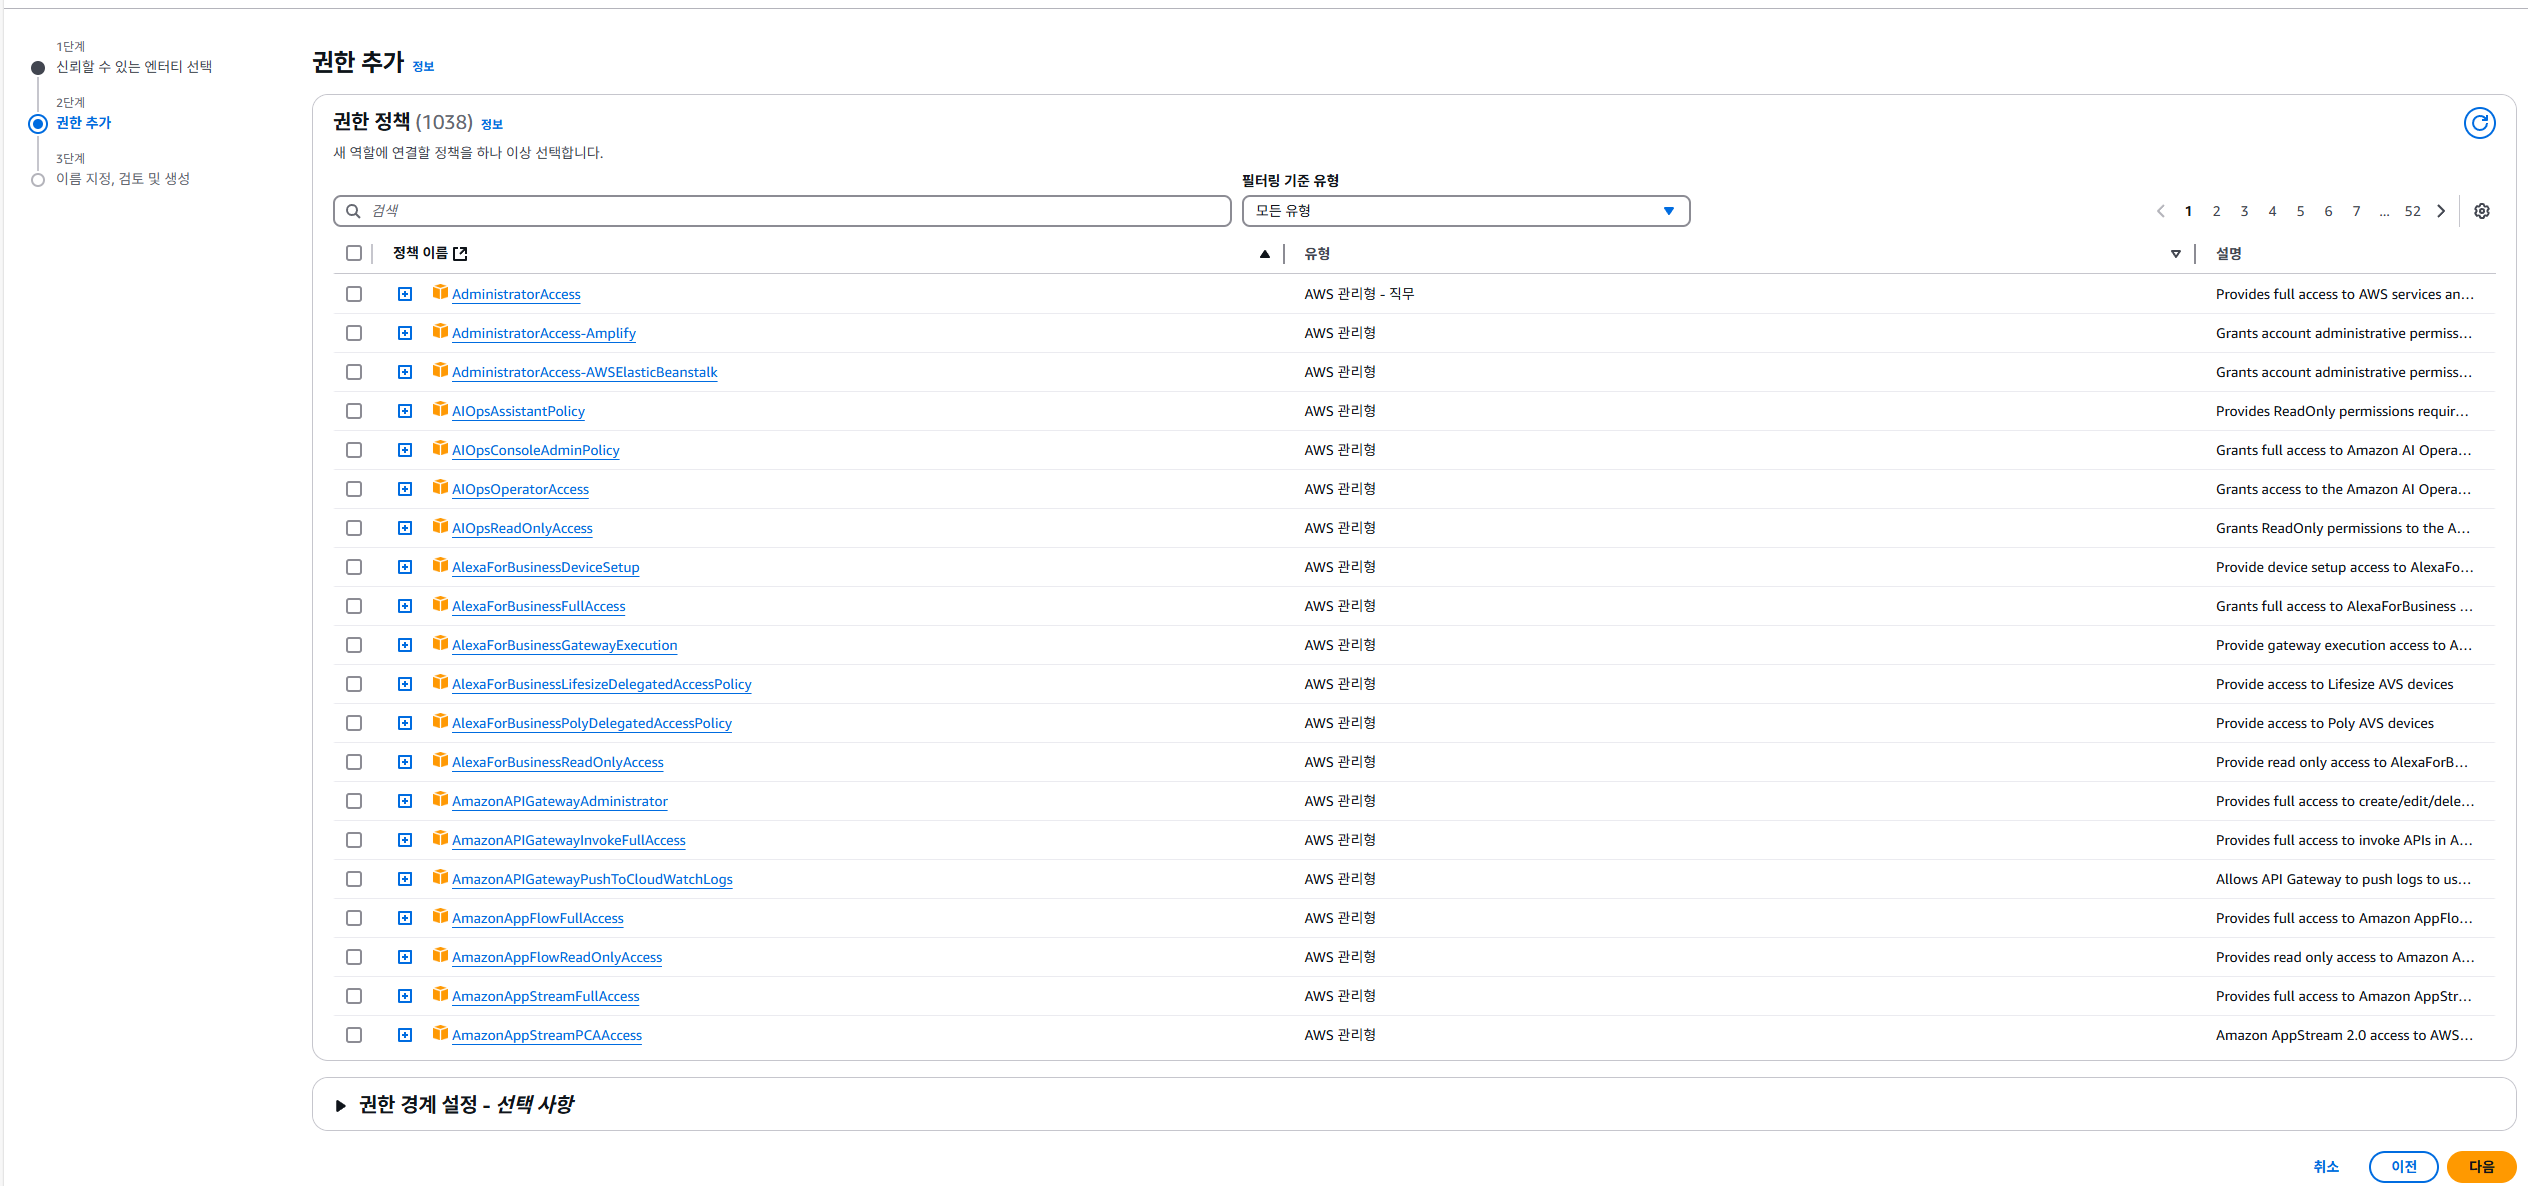 1단계
신뢰할 수 있는 엔터티 선택
2단계
권한 추가
3단계
이름 지정, 검토 및 생성
권한 추가 정보
권한 정책 (1038) 정보
새 역할에 연결할 정책을 하나 이상 선택합니다.
필터링 기준 유형
검색
모든 유형
1 2 3 4 5 6 7 ... 52
정책 이름 유형 설명
AdministratorAccess AWS 관리형 - 직무 Provides full access to AWS services an...
AdministratorAccess-Amplify AWS 관리형 Grants account administrative permiss...
AdministratorAccess-AWSElasticBeanstalk AWS 관리형 Grants account administrative permiss...
AIOpsAssistantPolicy AWS 관리형 Provides ReadOnly permissions requir...
AIOpsConsoleAdminPolicy AWS 관리형 Grants full access to Amazon AI Opera...
AIOpsOperatorAccess AWS 관리형 Grants access to the Amazon AI Opera...
AIOpsReadOnlyAccess AWS 관리형 Grants ReadOnly permissions to the A...
AlexaForBusinessDeviceSetup AWS 관리형 Provide device setup access to AlexaFo...
AlexaForBusinessFullAccess AWS 관리형 Grants full access to AlexaForBusiness ...
AlexaForBusinessGatewayExecution AWS 관리형 Provide gateway execution access to A...
AlexaForBusinessLifesizeDelegatedAccessPolicy AWS 관리형 Provide access to Lifesize AVS devices
AlexaForBusinessPolyDelegatedAccessPolicy AWS 관리형 Provide access to Poly AVS devices
AlexaForBusinessReadOnlyAccess AWS 관리형 Provide read only access to AlexaForB...
AmazonAPIGatewayAdministrator AWS 관리형 Provides full access to create/edit/dele...
AmazonAPIGatewayInvokeFullAccess AWS 관리형 Provides full access to invoke APIs in A...
AmazonAPIGatewayPushToCloudWatchLogs AWS 관리형 Allows API Gateway to push logs to us...
AmazonAppFlowFullAccess AWS 관리형 Provides full access to Amazon AppFlo...
AmazonAppFlowReadOnlyAccess AWS 관리형 Provides read only access to Amazon A...
AmazonAppStreamFullAccess AWS 관리형 Provides full access to Amazon AppStr...
AmazonAppStreamPCAAccess AWS 관리형 Amazon AppStream 2.0 access to AWS...
권한 경계 설정 - 선택 사항
취소 이전 다음